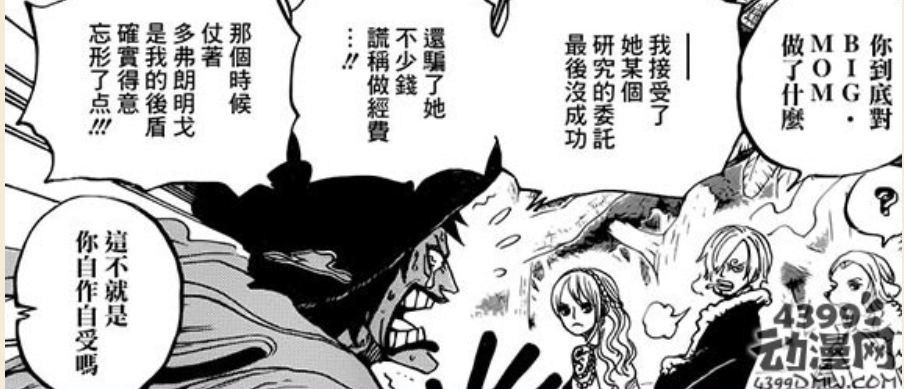 你到底對
BIG·
MOM
做了什麼
我接受了
她某個
研究的委託
最後沒成功
還騙了她
不少錢
謊稱做經費
…!!
那個時候
仗著
多弗朗明戈
是我的後盾
確實得意
忘形了点!!!
?
這不就是
你自作自受嗎
4399
动漫网
4399DMW.COM